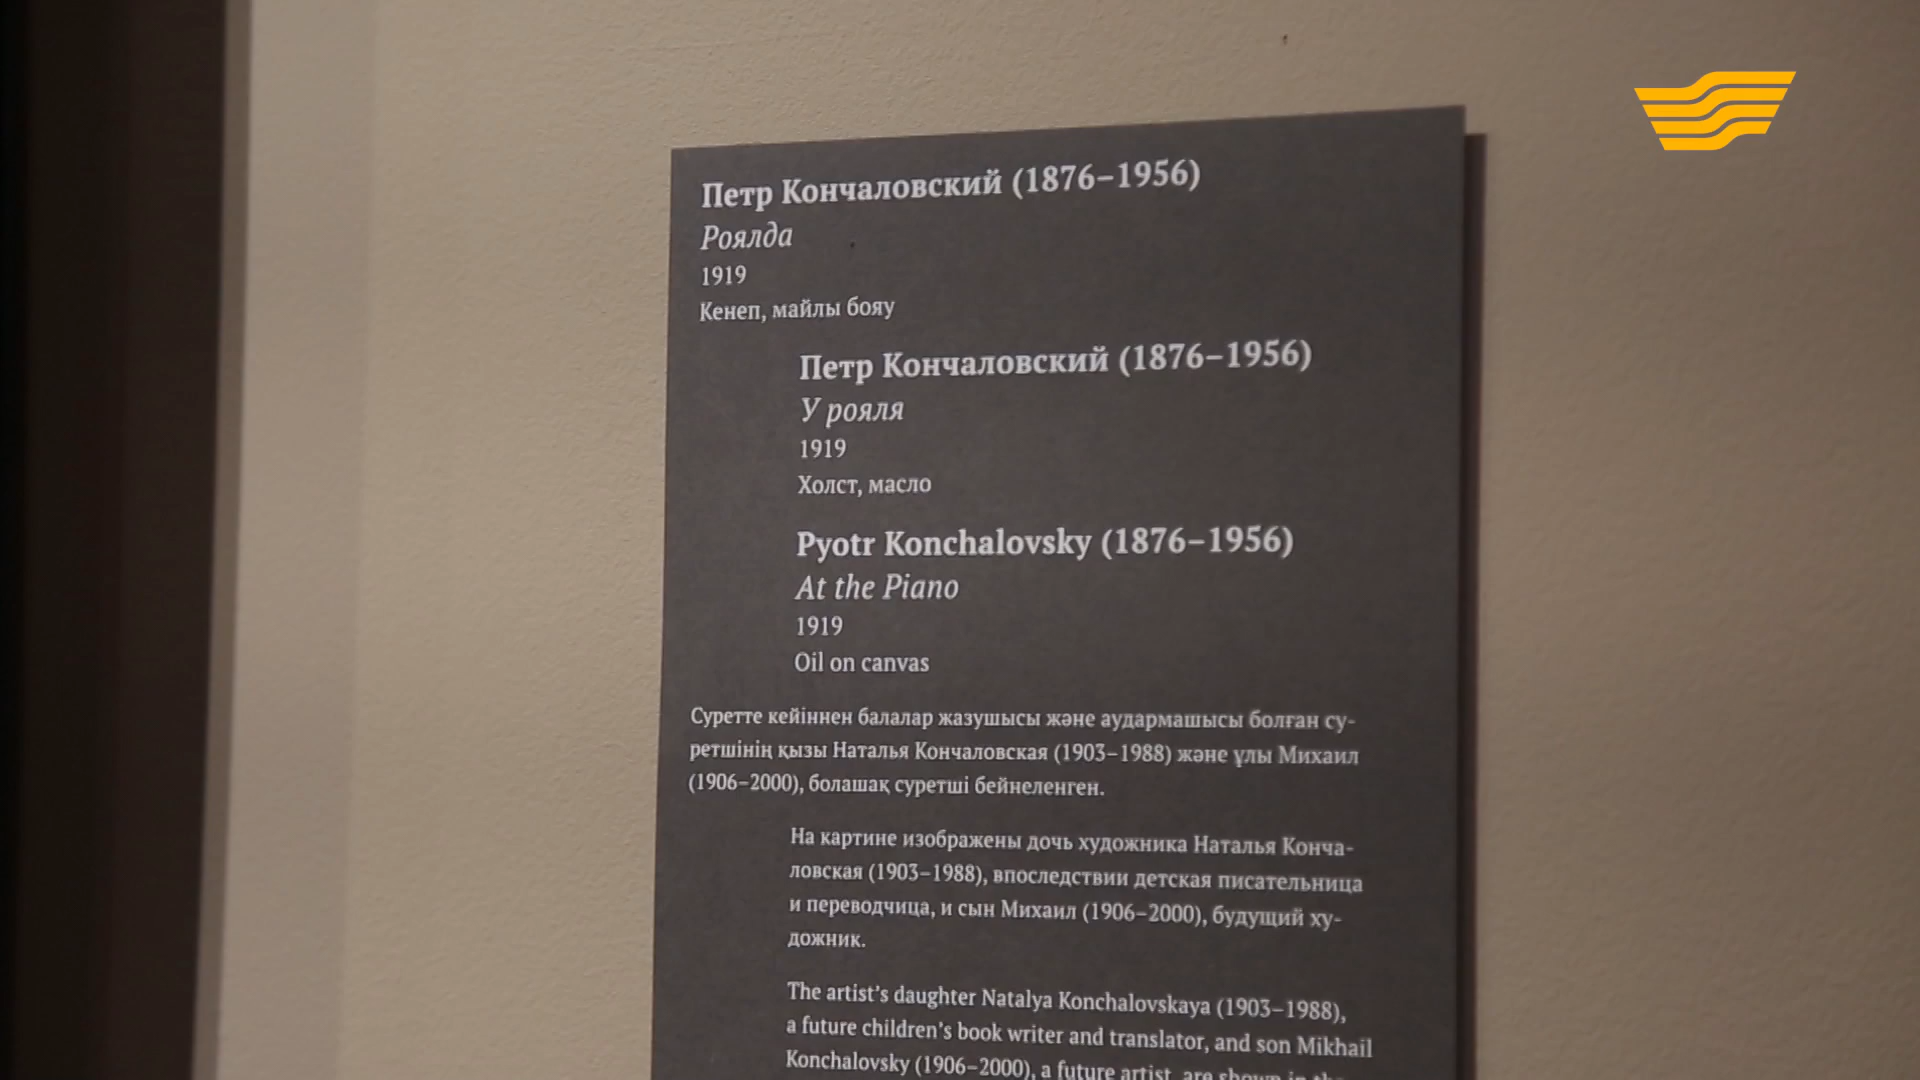 Петр Кончаловский (1876–1956)
Роялда
1919
Кенеп, майлы бояу
Петр Кончаловский (1876–1956)
У рояля
1919
Холст, масло
Pyotr Konchalovsky (1876–1956)
At the Piano
1919
Oil on canvas
Суретте кейіннен балалар жазушысы және аудармашысы болған су-
ретшінің қызы Наталья Кончаловская (1903–1988) және ұлы Михаил
(1906–2000), болашақ суретші бейнеленген.
На картине изображены дочь художника Наталья Конча-
ловская (1903–1988), впоследствии детская писательница
и переводчица, и сын Михаил (1906–2000), будущий ху-
дожник.
The artist's daughter Natalya Konchalovskaya (1903–1988),
a future children's book writer and translator, and son Mikhail
Konchalovsky (1906–2000), a future artist, are shown in the